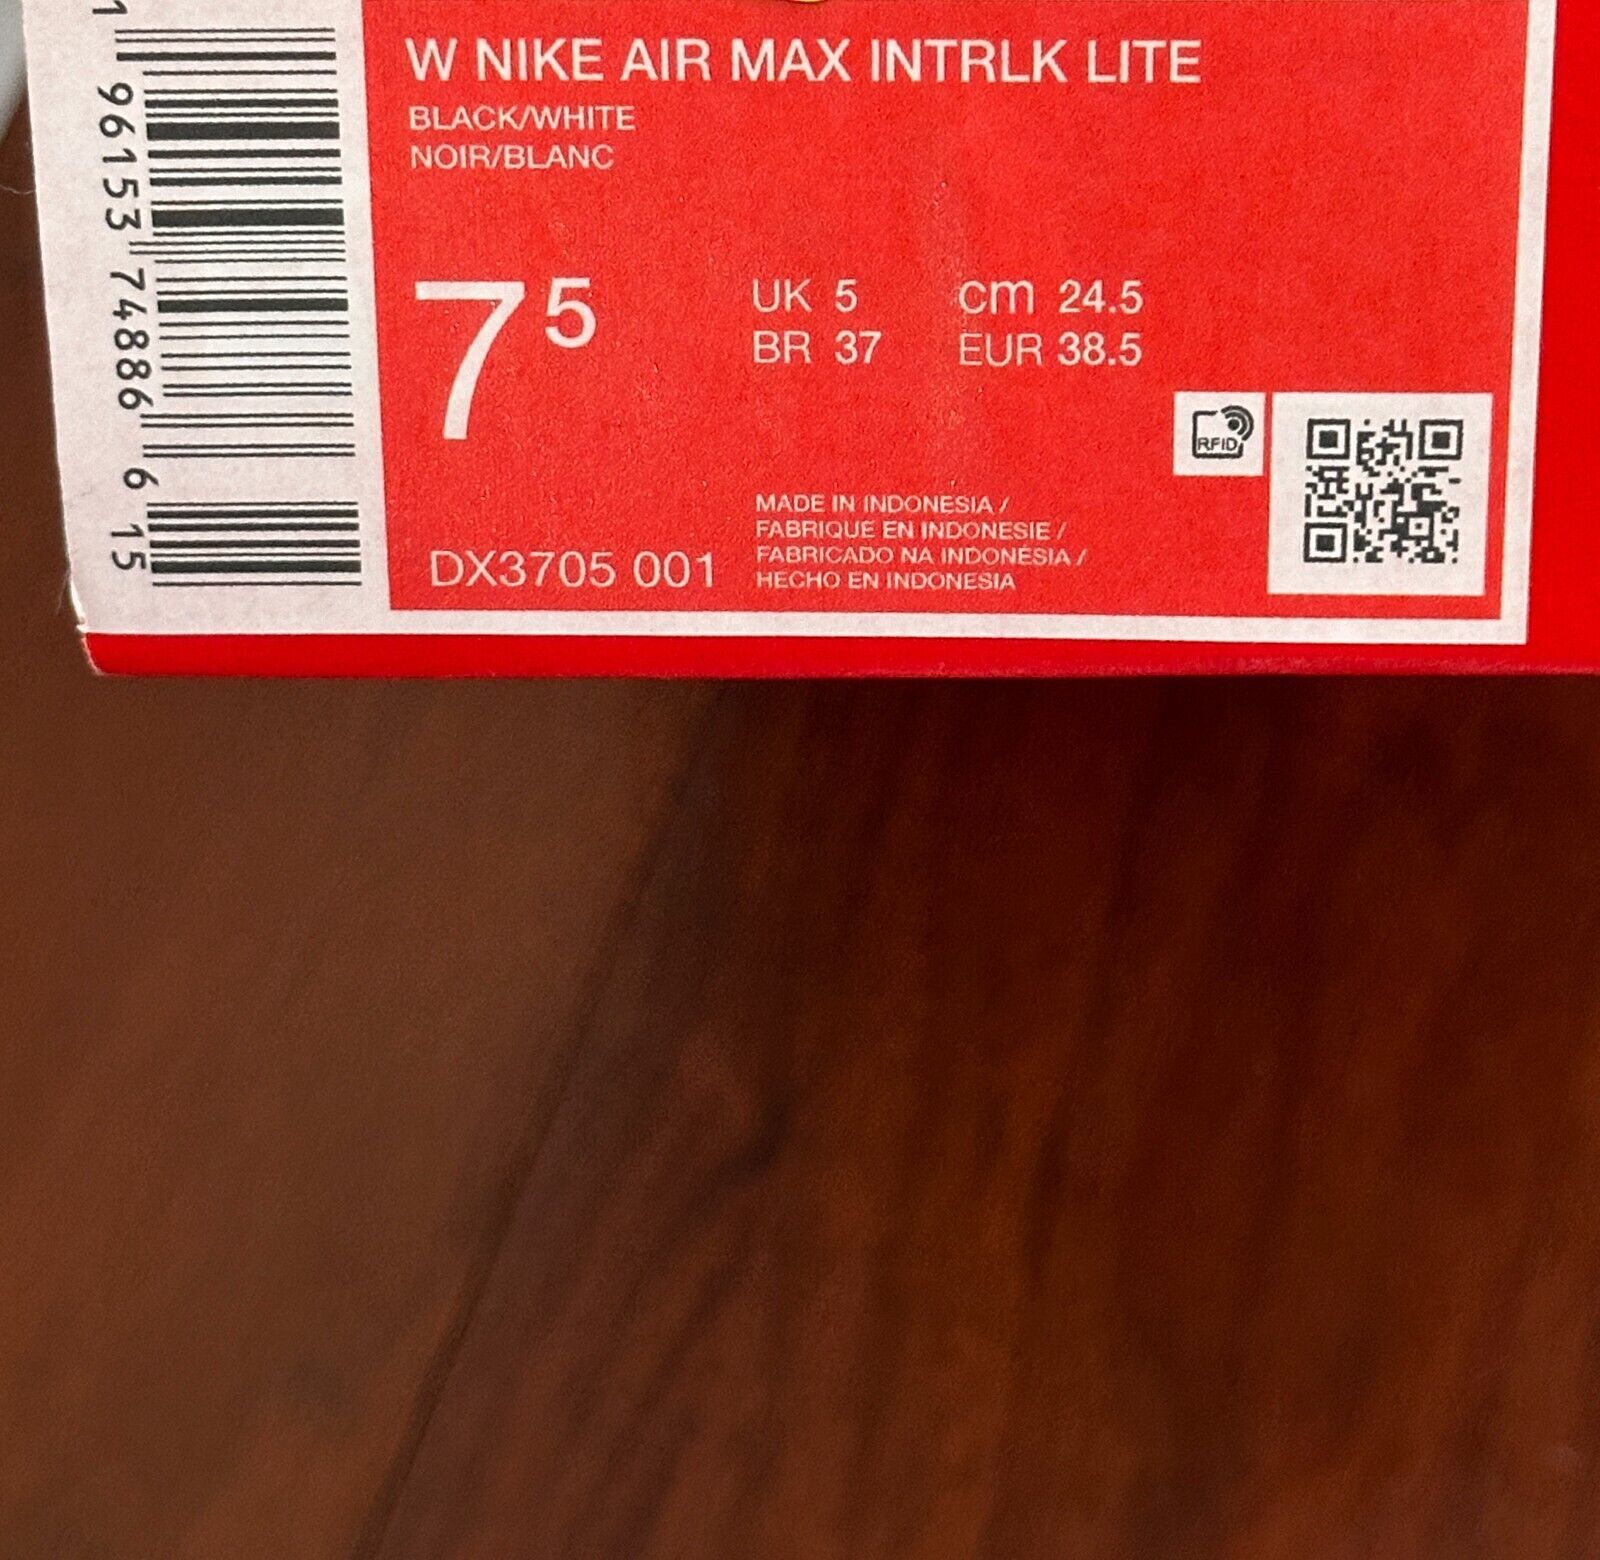 W NIKE AIR MAX INTRLK LITE
BLACK/WHITE
NOIR/BLANC
7 5
UK 5
cm 24.5
BR 37
EUR 38.5
RFID
MADE IN INDONESIA /
FABRIQUE EN INDONESIE /
FABRICADO NA INDONÉSIA /
HECHO EN INDONESIA
DX3705 001
1 96153 74886 6 15